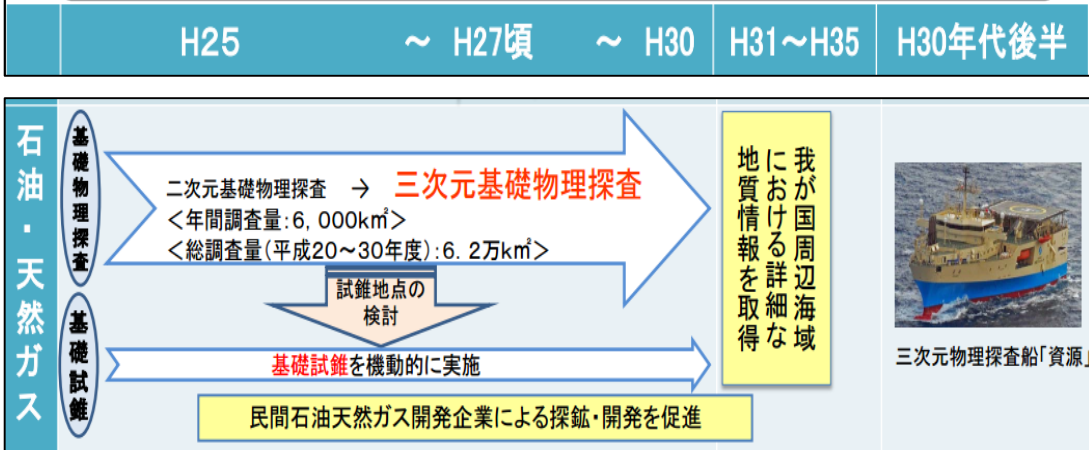 H25 ～ H27頃 ～ H30 H31～H35 H30年代後半
石油・天然ガス
基礎物理探査
二次元基礎物理探査 → 三次元基礎物理探査
＜年間調査量：6，000k㎡＞
＜総調査量(平成20～30年度)：6．2万k㎡＞
試錐地点の
検討
基礎試錐
基礎試錐を機動的に実施
民間石油天然ガス開発企業による探鉱・開発を促進
我が国周辺海域
における詳細な
地質情報を取得
三次元物理探査船「資源」